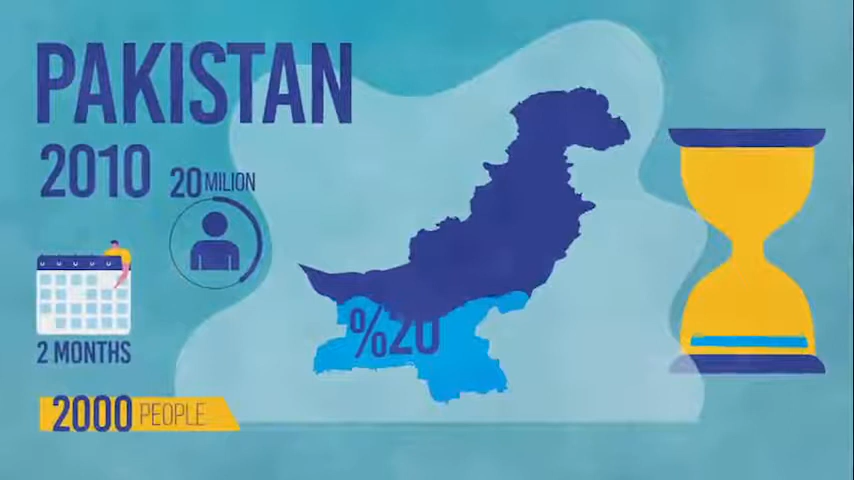 PAKISTAN
2010
20 MILION
2 MONTHS
2000 PEOPLE
%20